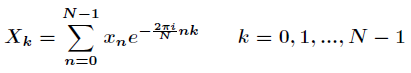 X_k = \sum_{n=0}^{N-1} x_n e^{-\frac{2\pi i}{N} nk} \qquad k = 0, 1, ..., N-1